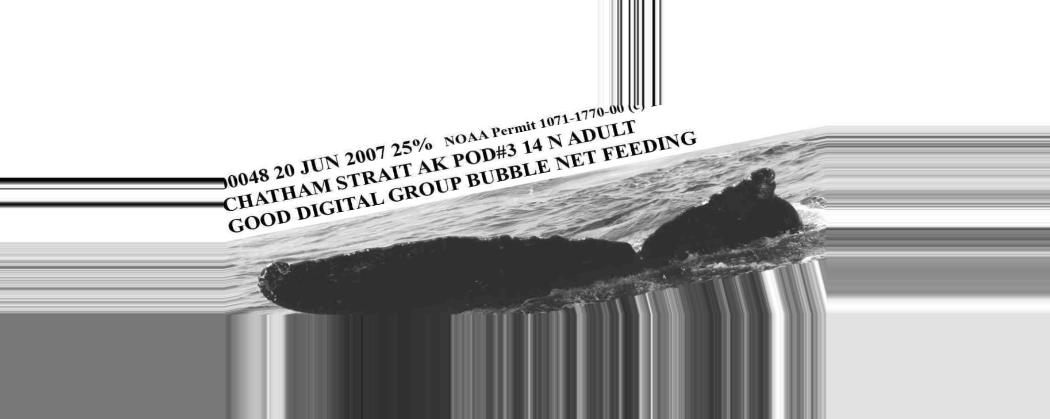 00048 20 JUN 2007 25% NOAA Permit 1071-1770-00 (c)
CHATHAM STRAIT AK POD#3 14 N ADULT
GOOD DIGITAL GROUP BUBBLE NET FEEDING